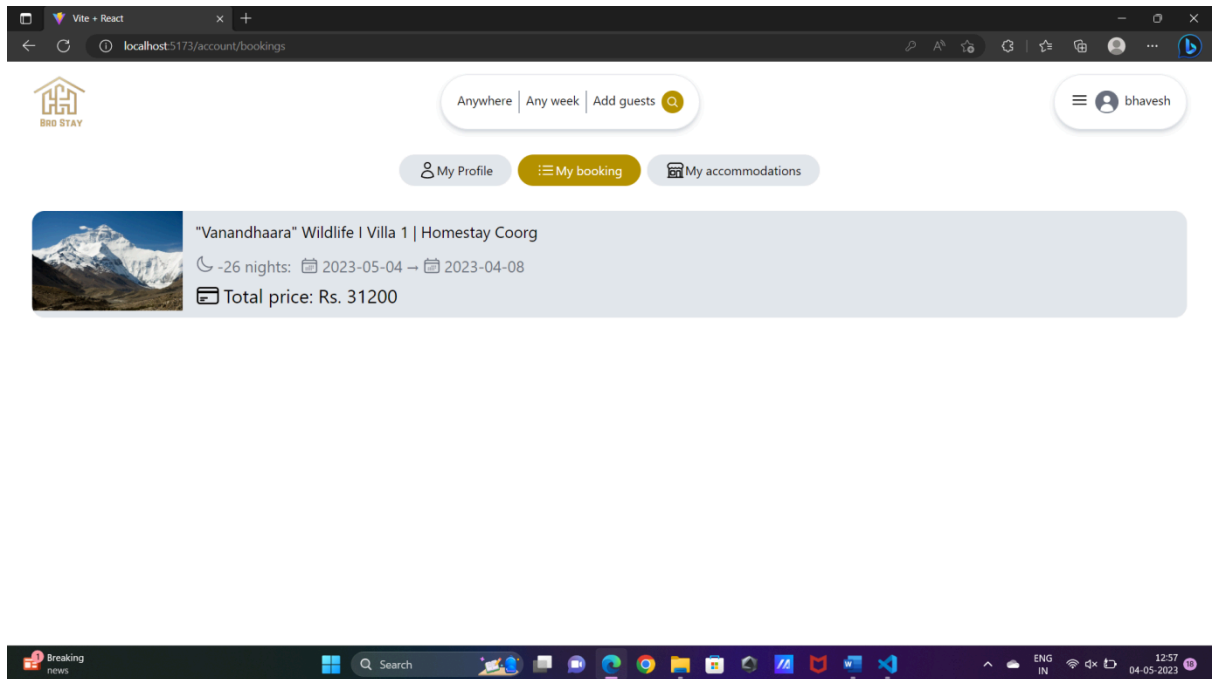 Vite + React
localhost:5173/account/bookings
BRO STAY
Anywhere Any week Add guests
bhavesh
My Profile
My booking
My accommodations
"Vanandhaara" Wildlife I Villa 1 | Homestay Coorg
-26 nights: 2023-05-04 → 2023-04-08
Total price: Rs. 31200
1
Breaking
news
Search
ENG
IN
12:57
04-05-2023
18